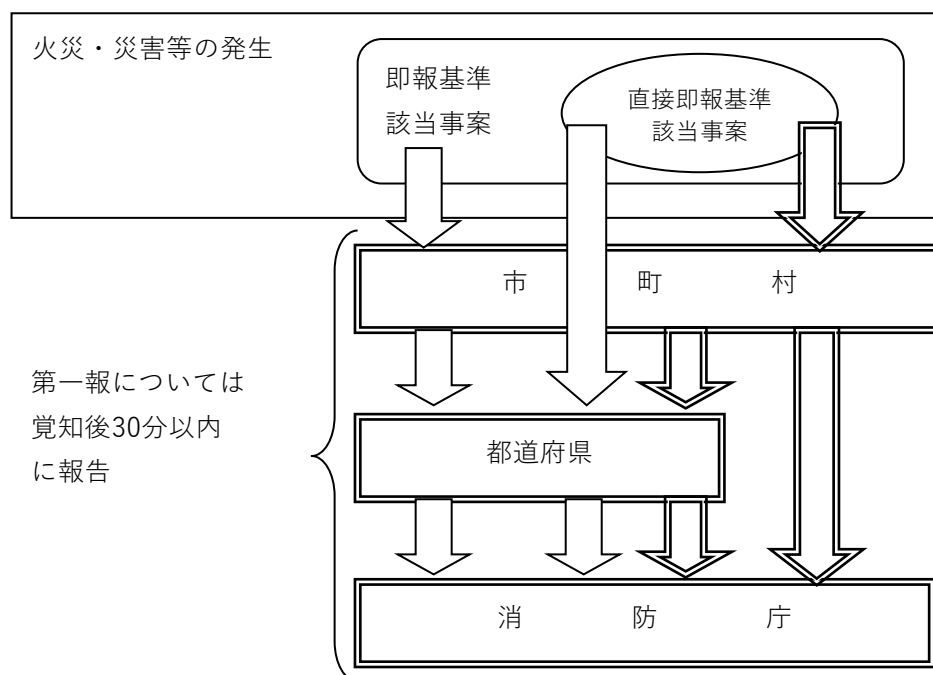 火災・災害等の発生
即報基準
該当事案
直接即報基準
該当事案
市町村
第一報については
覚知後30分以内
に報告
都道府県
消防庁